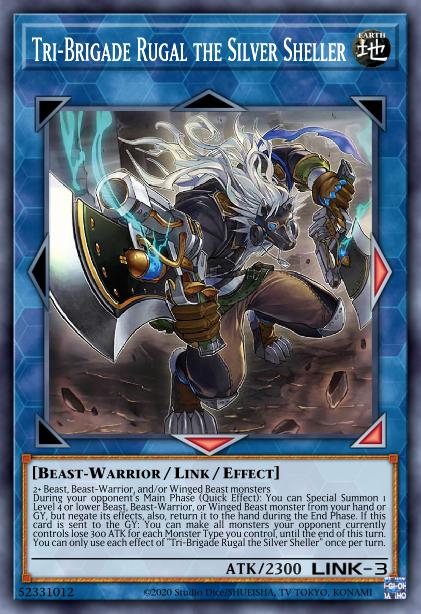 Tri-Brigade Rugal the Silver Sheller
EARTH
地
[Beast-Warrior / Link / Effect]
2+ Beast, Beast-Warrior, and/or Winged Beast monsters
During your opponent's Main Phase (Quick Effect): You can Special Summon 1
Level 4 or lower Beast, Beast-Warrior, or Winged Beast monster from your hand or
GY, but negate its effects, also, return it to the hand during the End Phase. If this
card is sent to the GY: You can make all monsters your opponent currently
controls lose 300 ATK for each Monster Type you control, until the end of this turn.
You can only use each effect of "Tri-Brigade Rugal the Silver Sheller" once per turn.
ATK/2300 LINK-3
52331012 ©2020 Studio Dice/SHUEISHA, TV TOKYO, KONAMI